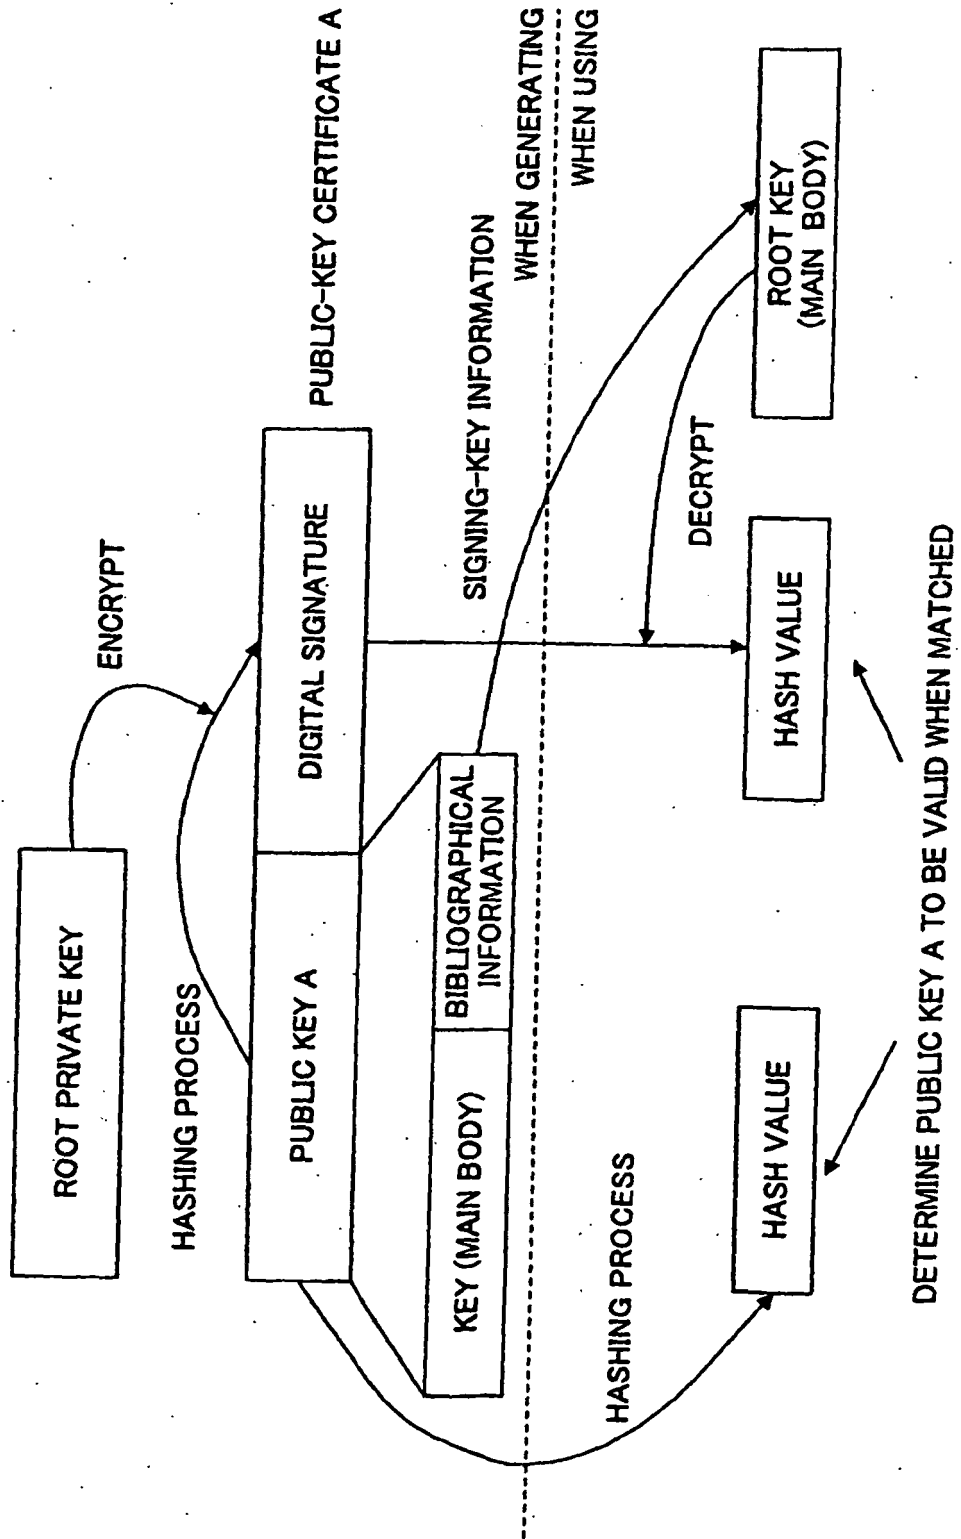 ROOT PRIVATE KEY
ENCRYPT
HASHING PROCESS
PUBLIC KEY A
DIGITAL SIGNATURE
PUBLIC-KEY CERTIFICATE A
KEY (MAIN BODY)
BIBLIOGRAPHICAL
INFORMATION
SIGNING-KEY INFORMATION
WHEN GENERATING
WHEN USING
HASHING PROCESS
DECRYPT
HASH VALUE
HASH VALUE
ROOT KEY
(MAIN BODY)
DETERMINE PUBLIC KEY A TO BE VALID WHEN MATCHED